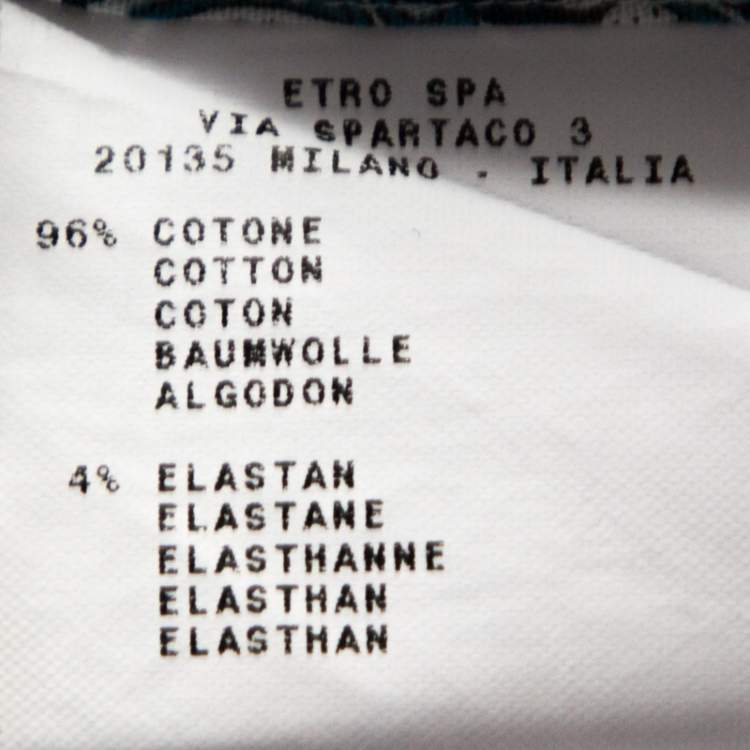 ETRO SPA
VIA SPARTACO 3
20135 MILANO - ITALIA
96% COTONE
COTTON
COTON
BAUMWOLLE
ALGODON
4% ELASTAN
ELASTANE
ELASTHANNE
ELASTHAN
ELASTHAN